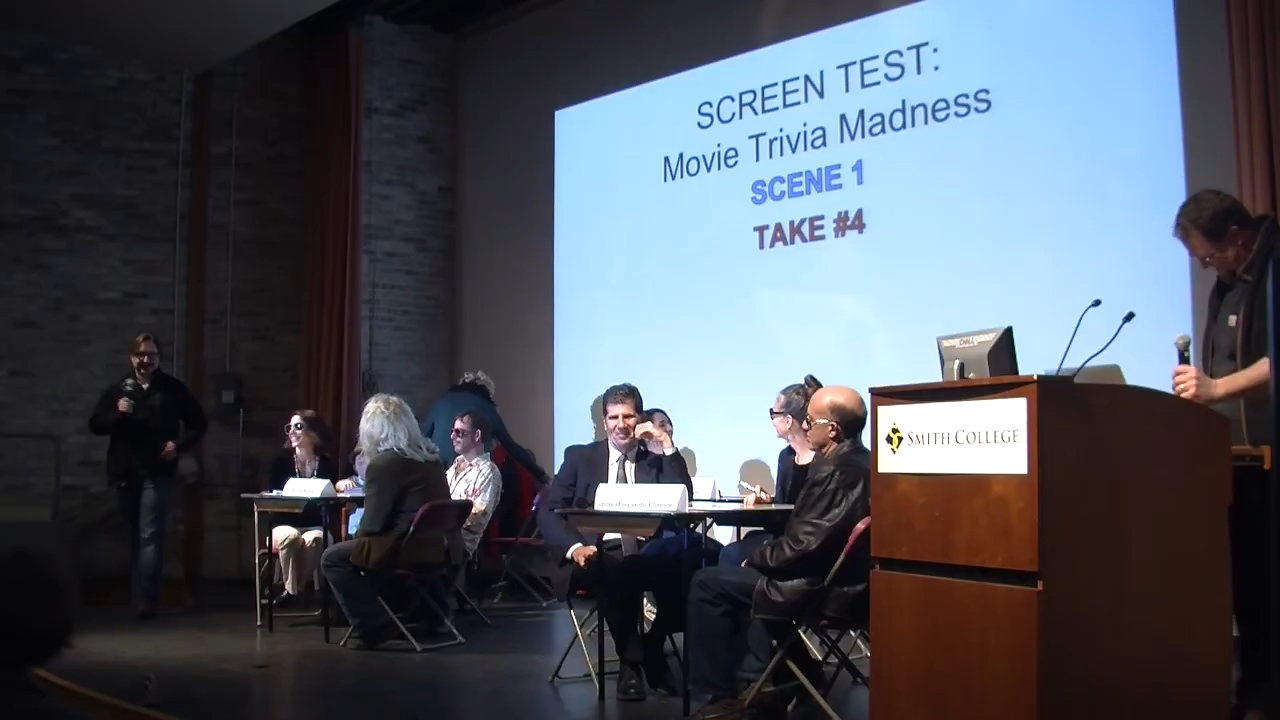 SCREEN TEST:
Movie Trivia Madness
SCENE 1
TAKE #4
SMITH COLLEGE